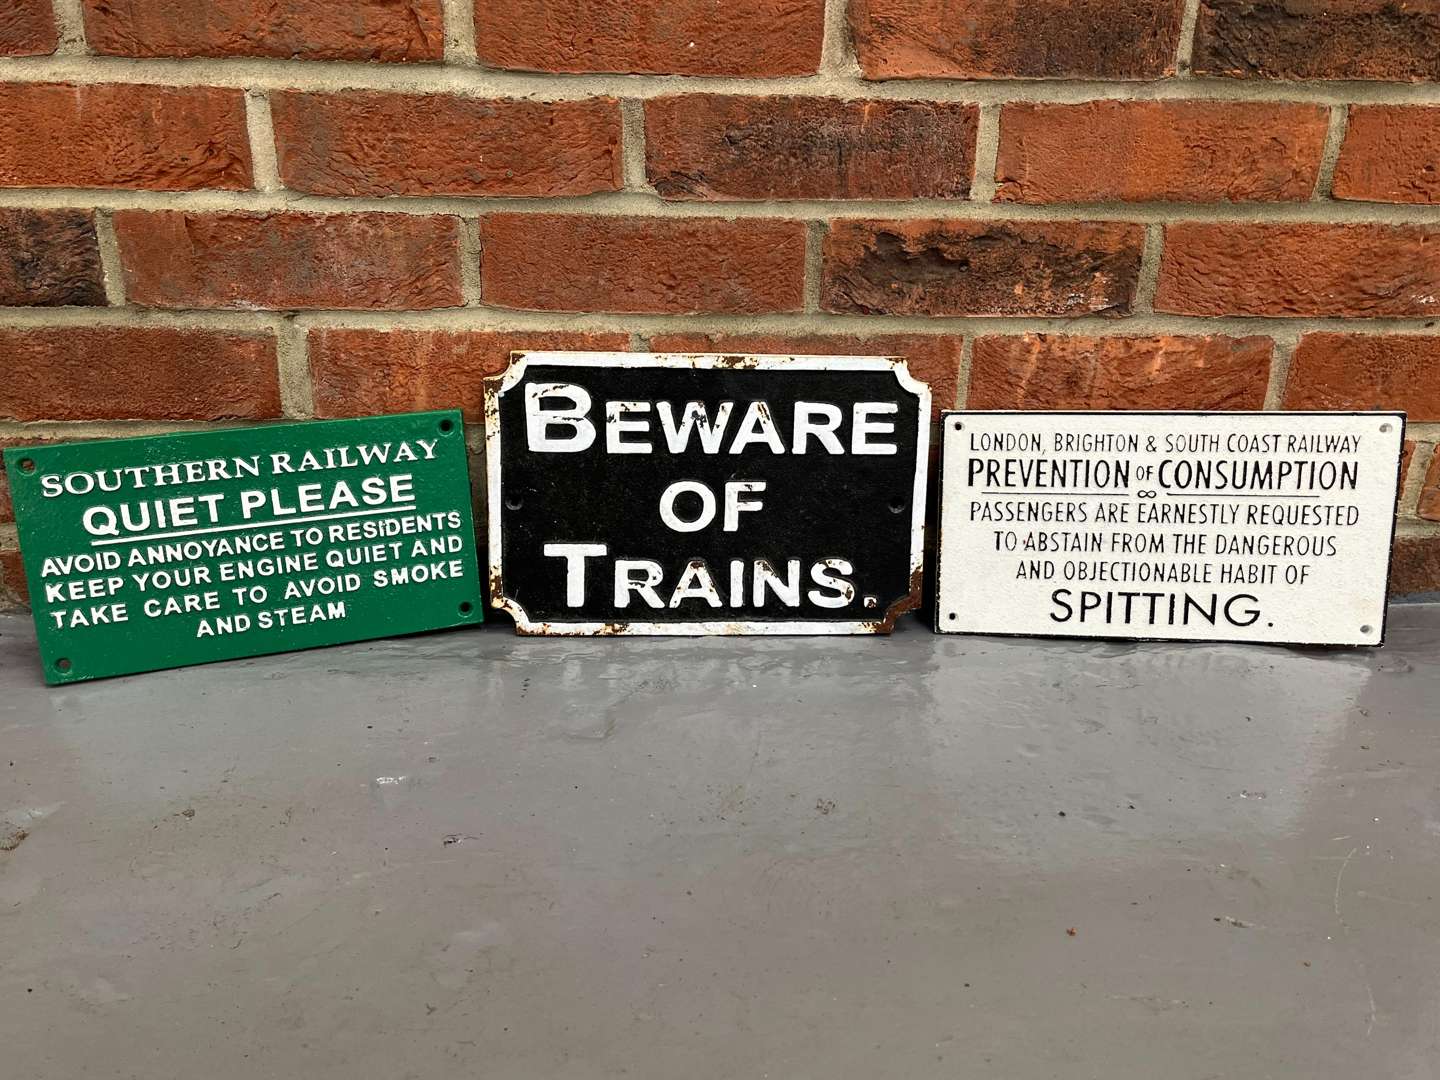 SOUTHERN RAILWAY
QUIET PLEASE
AVOID ANNOYANCE TO RESIDENTS
KEEP YOUR ENGINE QUIET AND
TAKE CARE TO AVOID SMOKE
AND STEAM
BEWARE
OF
TRAINS.
LONDON, BRIGHTON & SOUTH COAST RAILWAY
PREVENTION OF CONSUMPTION
PASSENGERS ARE EARNESTLY REQUESTED
TO ABSTAIN FROM THE DANGEROUS
AND OBJECTIONABLE HABIT OF
SPITTING.